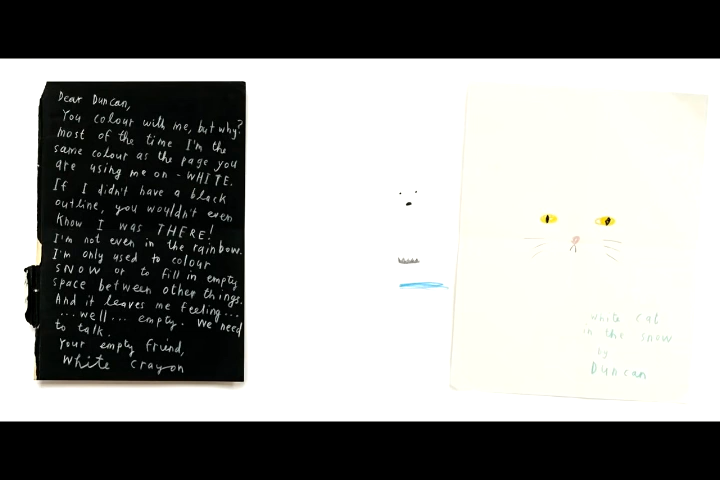 Dear Duncan,
You colour with me, but why?
most of the time I'm the
same colour as the page you
are using me on - WHITE.
If I didn't have a black
outline, you wouldn't even
Know I was THERE!
I'm not even in the rainbow.
I'm only used to colour
SNOW or to fill in empty
space between other things.
And it leaves me feeling...
...well... empty. We need
to talk.
Your empty friend,
White crayon
White cat
in the snow
by
Duncan